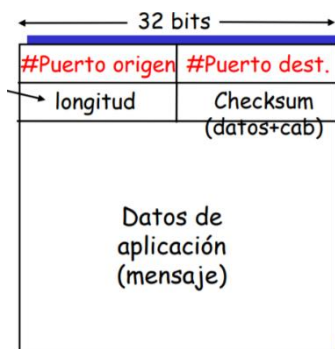 32 bits
#Puerto origen #Puerto dest.
longitud Checksum
(datos+cab)
Datos de
aplicación
(mensaje)